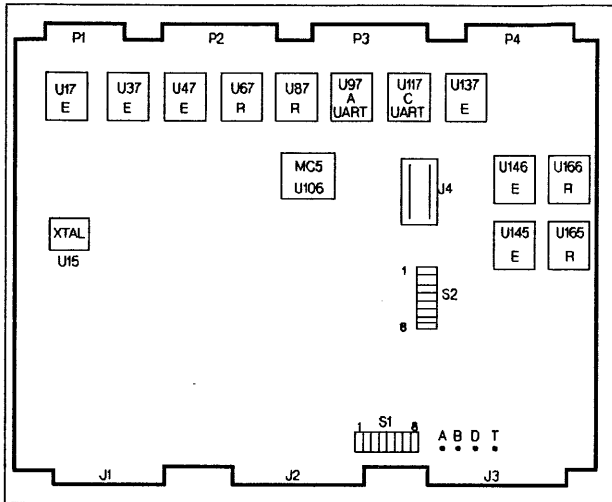 P1 P2 P3 P4
U17 U37 U47 U67 U87 U97 U117 U137
E E E R R A C E
UART UART
MC5
U106
J4
U146 U166
E R
XTAL
U15
U145 U165
E R
1
S2
8
S1
1 8
A B D T
J1 J2 J3